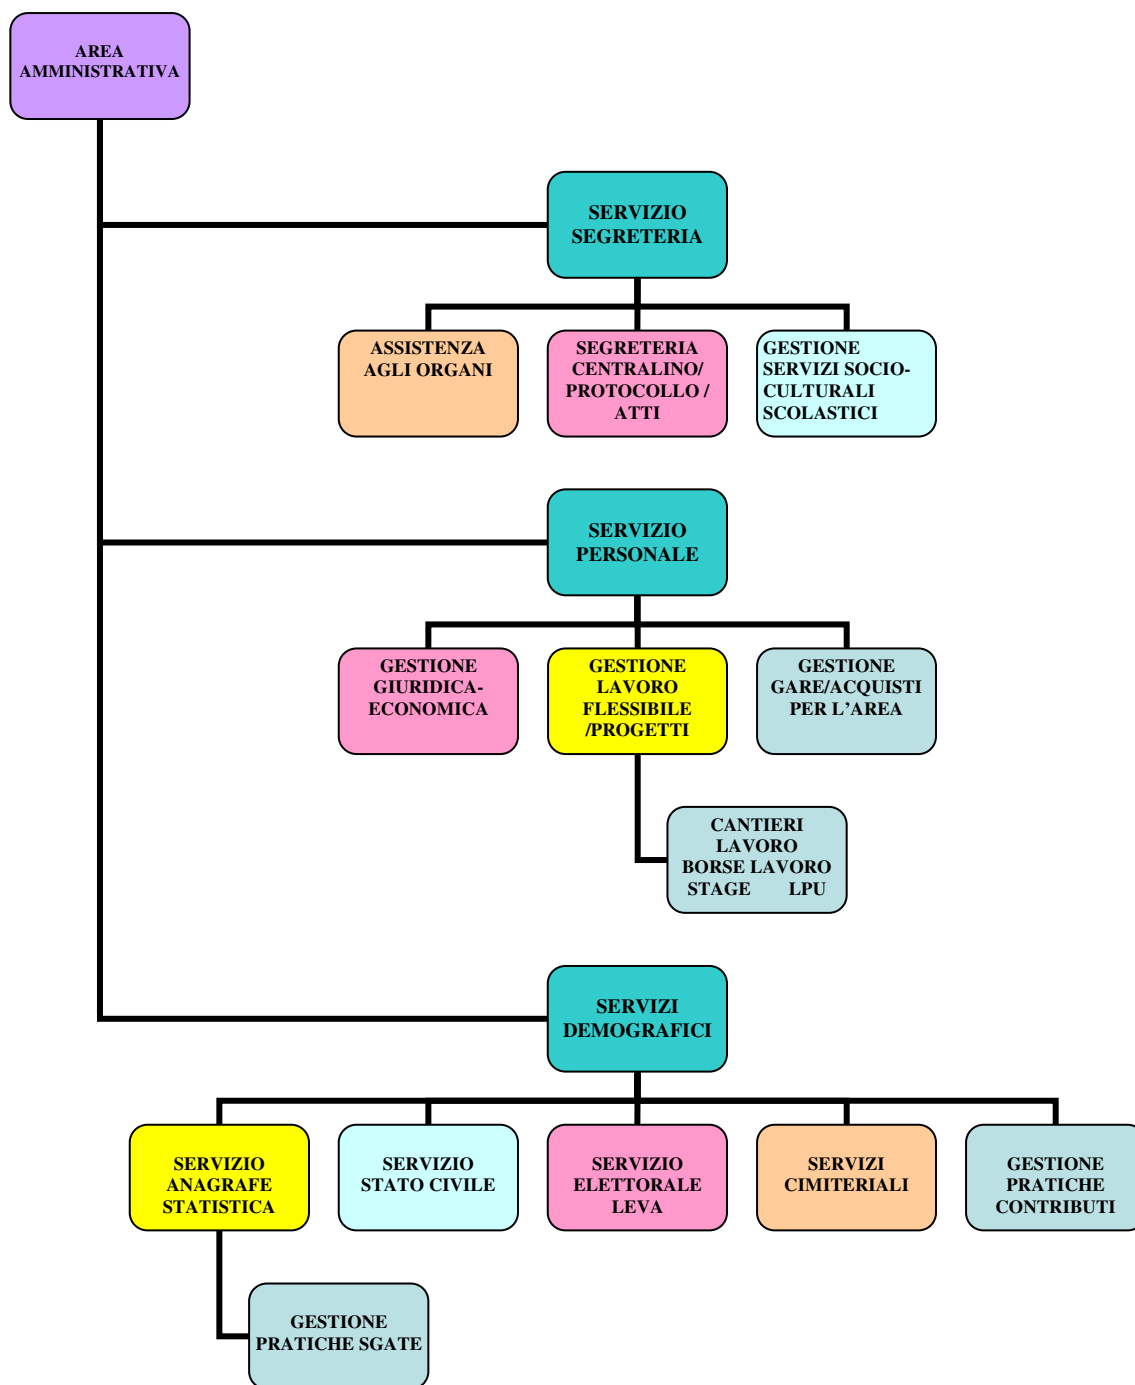 AREA
AMMINISTRATIVA
SERVIZIO
SEGRETERIA
ASSISTENZA
AGLI ORGANI
SEGRETERIA
CENTRALINO/
PROTOCOLLO /
ATTI
GESTIONE
SERVIZI SOCIO-
CULTURALI
SCOLASTICI
SERVIZIO
PERSONALE
GESTIONE
GIURIDICA-
ECONOMICA
GESTIONE
LAVORO
FLESSIBILE
/PROGETTI
GESTIONE
GARE/ACQUISTI
PER L'AREA
CANTIERI
LAVORO
BORSE LAVORO
STAGE LPU
SERVIZI
DEMOGRAFICI
SERVIZIO
ANAGRAFE
STATISTICA
SERVIZIO
STATO CIVILE
SERVIZIO
ELETTORALE
LEVA
SERVIZI
CIMITERIALI
GESTIONE
PRATICHE
CONTRIBUTI
GESTIONE
PRATICHE SGATE